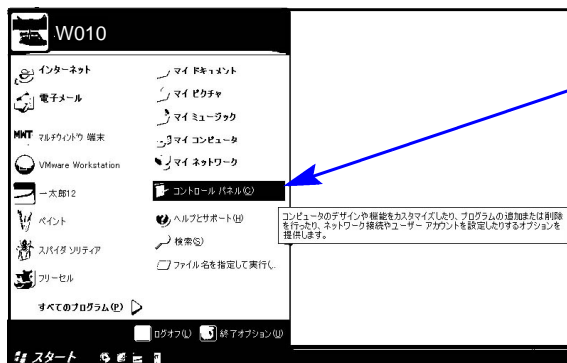 W010
インターネット
電子メール
MWT マルチウィンドウ 端末
VMware Workstation
一太郎12
ペイント
スパイダ ソリティア
フリーセル
すべてのプログラム(P)
マイ ドキュメント
マイ ピクチャ
マイ ミュージック
マイ コンピュータ
マイ ネットワーク
コントロール パネル(C)
ヘルプとサポート(H)
検索(S)
ファイル名を指定して実行(..
コンピュータのデザインや機能をカスタマイズしたり、プログラムの追加または削除
を行ったり、ネットワーク接続やユーザー アカウントを設定したりするオプションを
提供します。
ログオフ(L)
終了オプション(U)
スタート